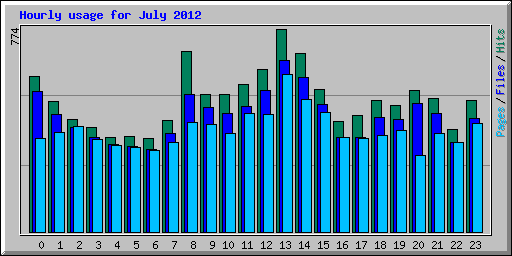 Hourly usage for July 2012
774
Pages / Files / Hits
0 1 2 3 4 5 6 7 8 9 10 11 12 13 14 15 16 17 18 19 20 21 22 23